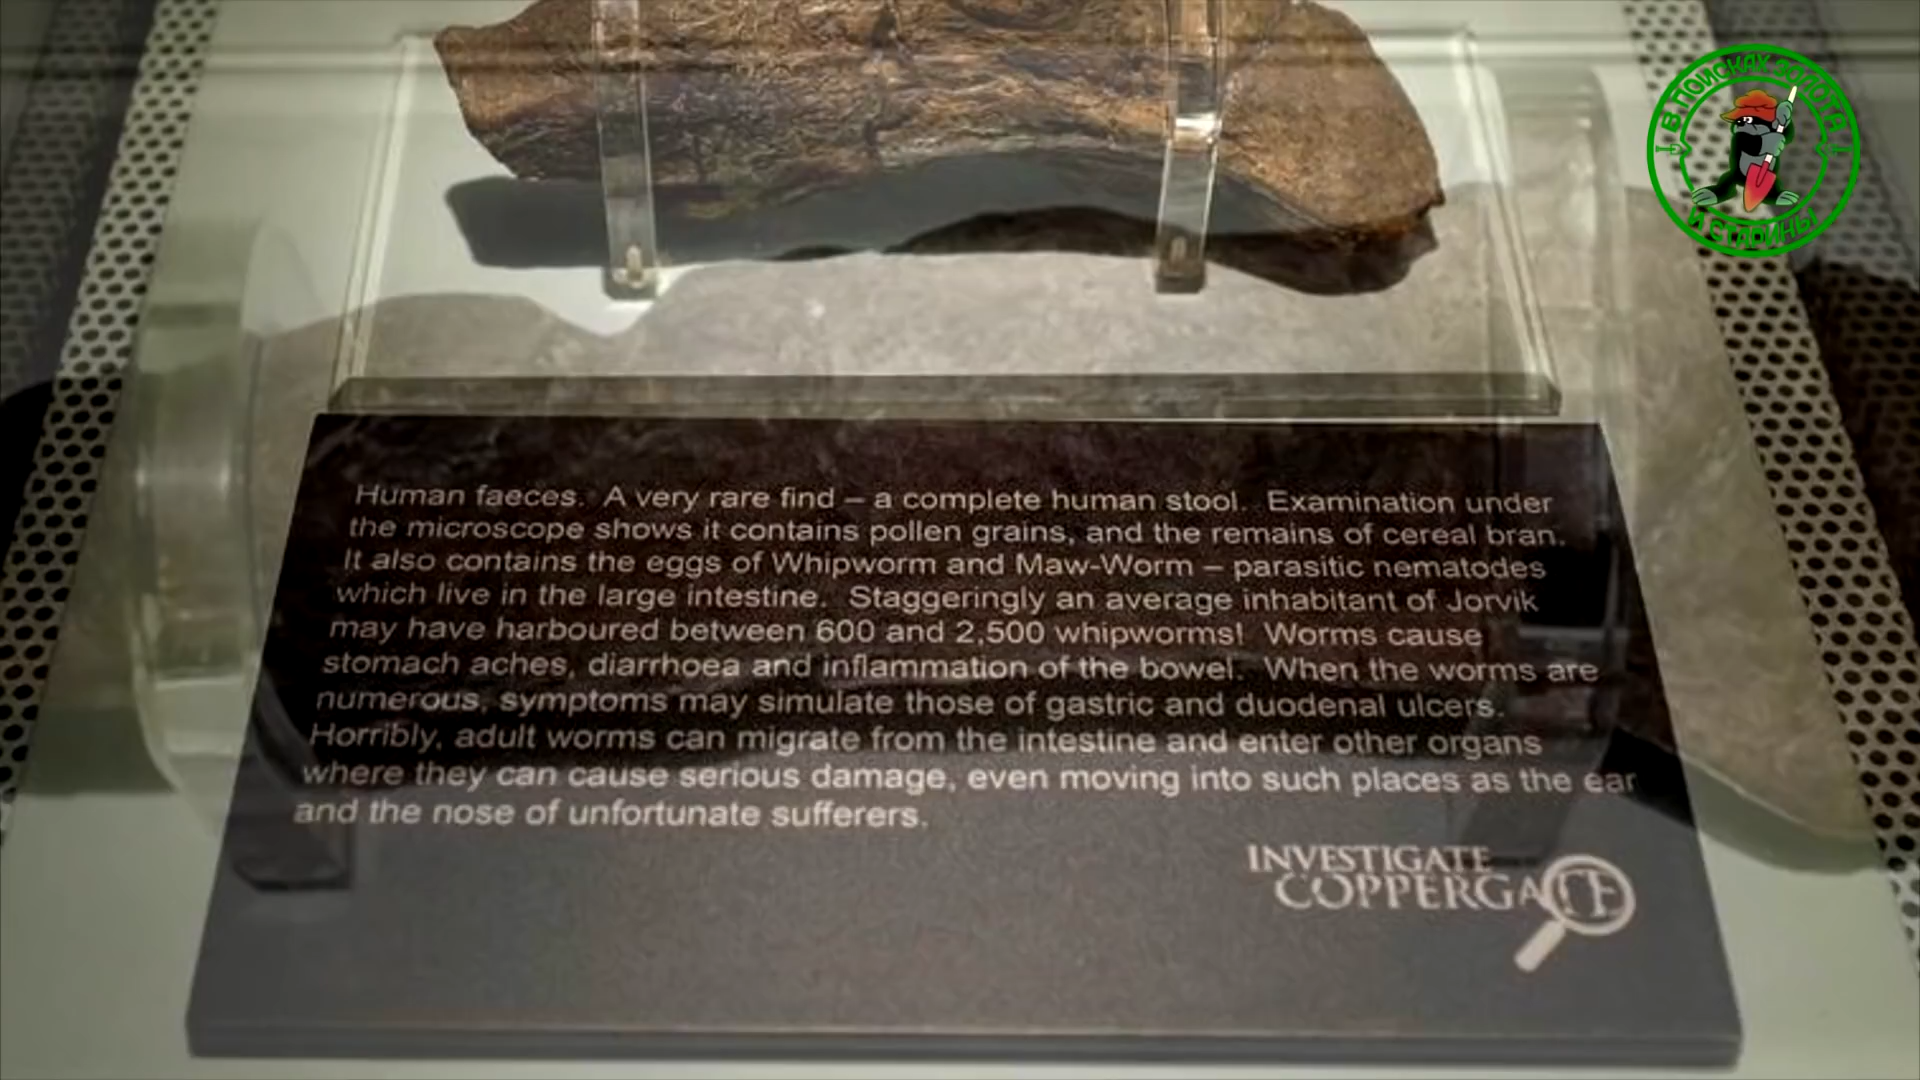 В ПОИСКАХ ЗОЛОТА
И СТАРИНЫ
Human faeces. A very rare find – a complete human stool. Examination under
the microscope shows it contains pollen grains, and the remains of cereal bran.
It also contains the eggs of Whipworm and Maw-Worm – parasitic nematodes
which live in the large intestine. Staggeringly an average inhabitant of Jorvik
may have harboured between 600 and 2,500 whipworms! Worms cause
stomach aches, diarrhoea and inflammation of the bowel. When the worms are
numerous, symptoms may simulate those of gastric and duodenal ulcers.
Horribly, adult worms can migrate from the intestine and enter other organs
where they can cause serious damage, even moving into such places as the ear
and the nose of unfortunate sufferers.
INVESTIGATE
COPPERGATE